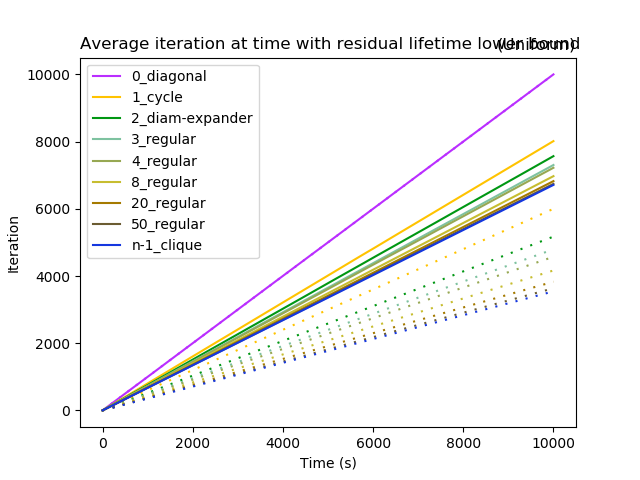 Average iteration at time with residual lifetime lower bound
(Uniform)
10000
8000
6000
4000
2000
0
Iteration
0_diagonal
1_cycle
2_diam-expander
3_regular
4_regular
8_regular
20_regular
50_regular
n-1_clique
0 2000 4000 6000 8000 10000
Time (s)